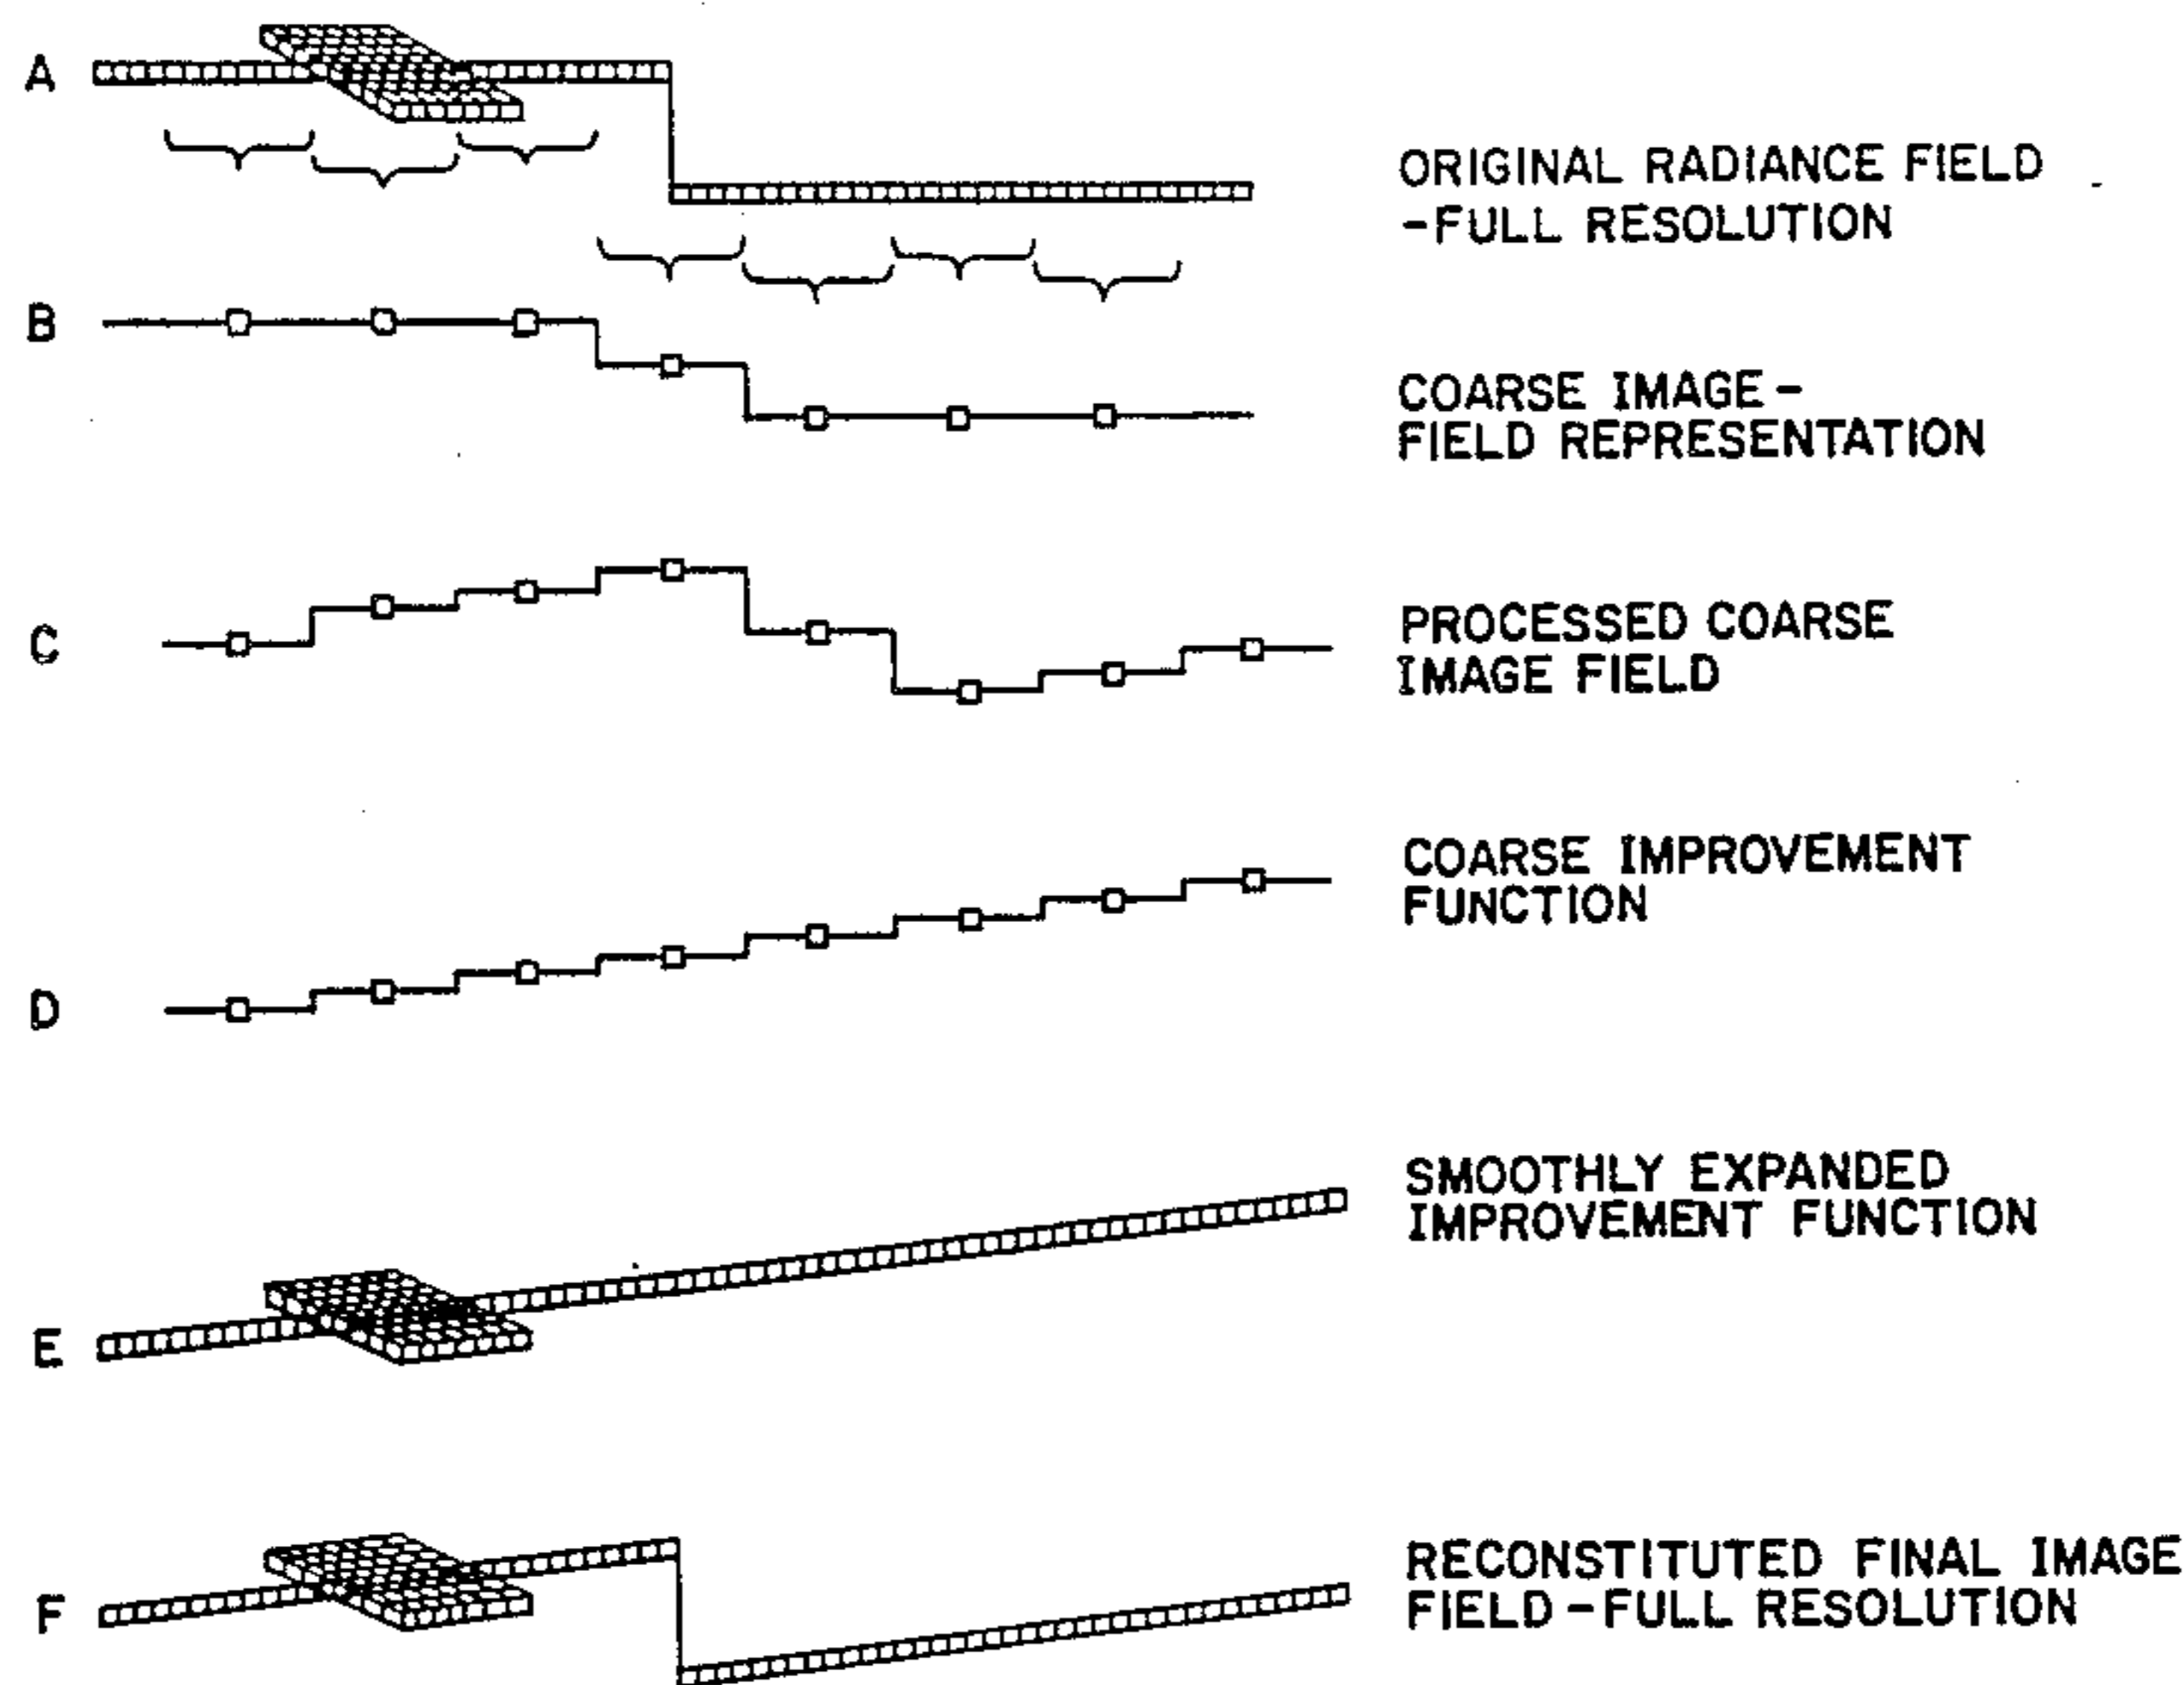 A
ORIGINAL RADIANCE FIELD
-FULL RESOLUTION
B
COARSE IMAGE-
FIELD REPRESENTATION
C
PROCESSED COARSE
IMAGE FIELD
COARSE IMPROVEMENT
FUNCTION
D
SMOOTHLY EXPANDED
IMPROVEMENT FUNCTION
E
RECONSTITUTED FINAL IMAGE
FIELD-FULL RESOLUTION
F